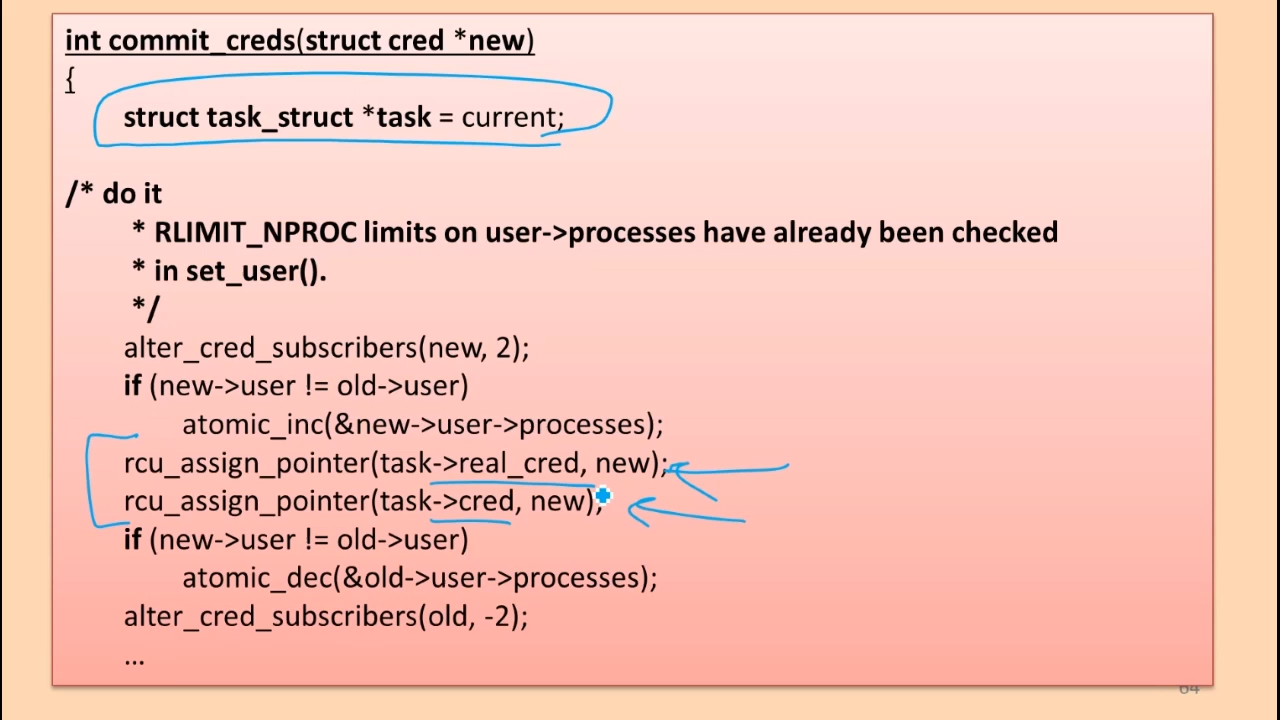 int commit_creds(struct cred *new)
{
struct task_struct *task = current;
/* do it
* RLIMIT_NPROC limits on user->processes have already been checked
* in set_user().
*/
alter_cred_subscribers(new, 2);
if (new->user != old->user)
atomic_inc(&new->user->processes);
rcu_assign_pointer(task->real_cred, new);
rcu_assign_pointer(task->cred, new);
if (new->user != old->user)
atomic_dec(&old->user->processes);
alter_cred_subscribers(old, -2);
...
64